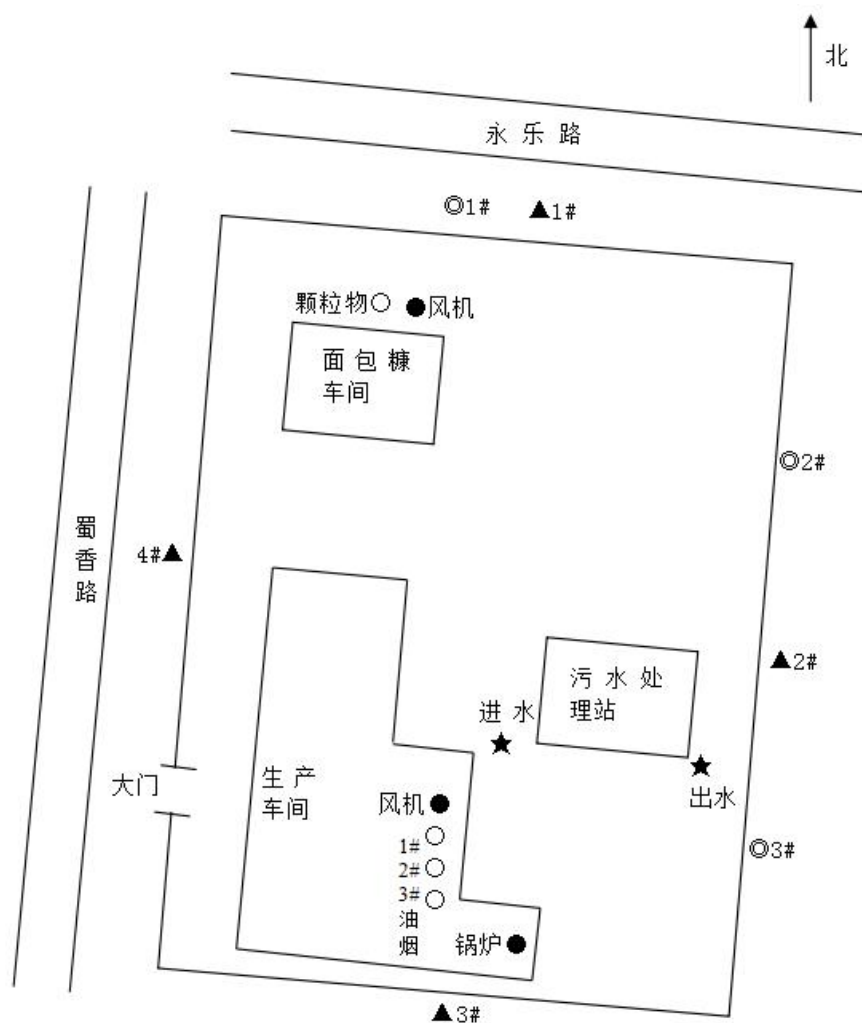 北
永乐路
◎1# ▲1#
颗粒物○ ●风机
面包糠
车间
◎2#
蜀香路
4#▲
▲2#
污水处
理站
进水
★
★
出水
大门
生产
车间
风机●
1#○
2#○
3#○
油烟
◎3#
锅炉●
▲3#